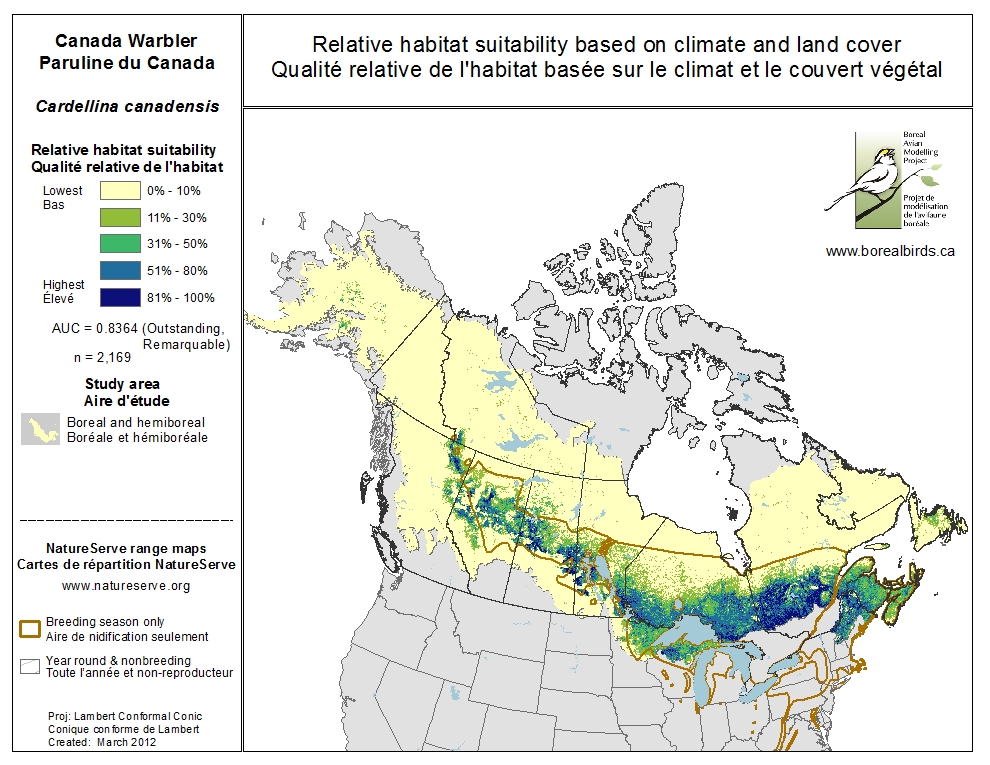 Canada Warbler
Paruline du Canada
Cardellina canadensis
Relative habitat suitability
Qualité relative de l'habitat
Lowest
Bas
0% - 10%
11% - 30%
31% - 50%
51% - 80%
Highest
Élevé
81% - 100%
AUC = 0.8364 (Outstanding,
Remarquable)
n = 2,169
Study area
Aire d'étude
Boreal and hemiboreal
Boréale et hémiboréale
NatureServe range maps
Cartes de répartition NatureServe
www.natureserve.org
Breeding season only
Aire de nidification seulement
Year round & nonbreeding
Toute l'année et non-reproducteur
Proj: Lambert Conformal Conic
Conique conforme de Lambert
Created: March 2012
Relative habitat suitability based on climate and land cover
Qualité relative de l'habitat basée sur le climat et le couvert végétal
Boreal
Avian
Modelling
Project
Projet de
modélisation
de l'avifaune
boréale
www.borealbirds.ca